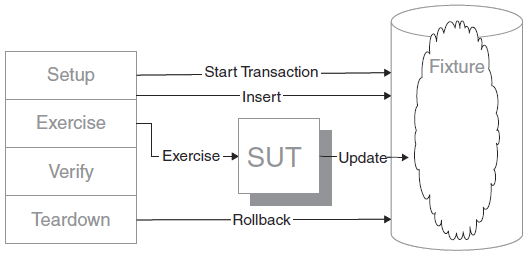 Setup
Exercise
Verify
Teardown
Start Transaction
Insert
Exercise
SUT
Update
Rollback
Fixture